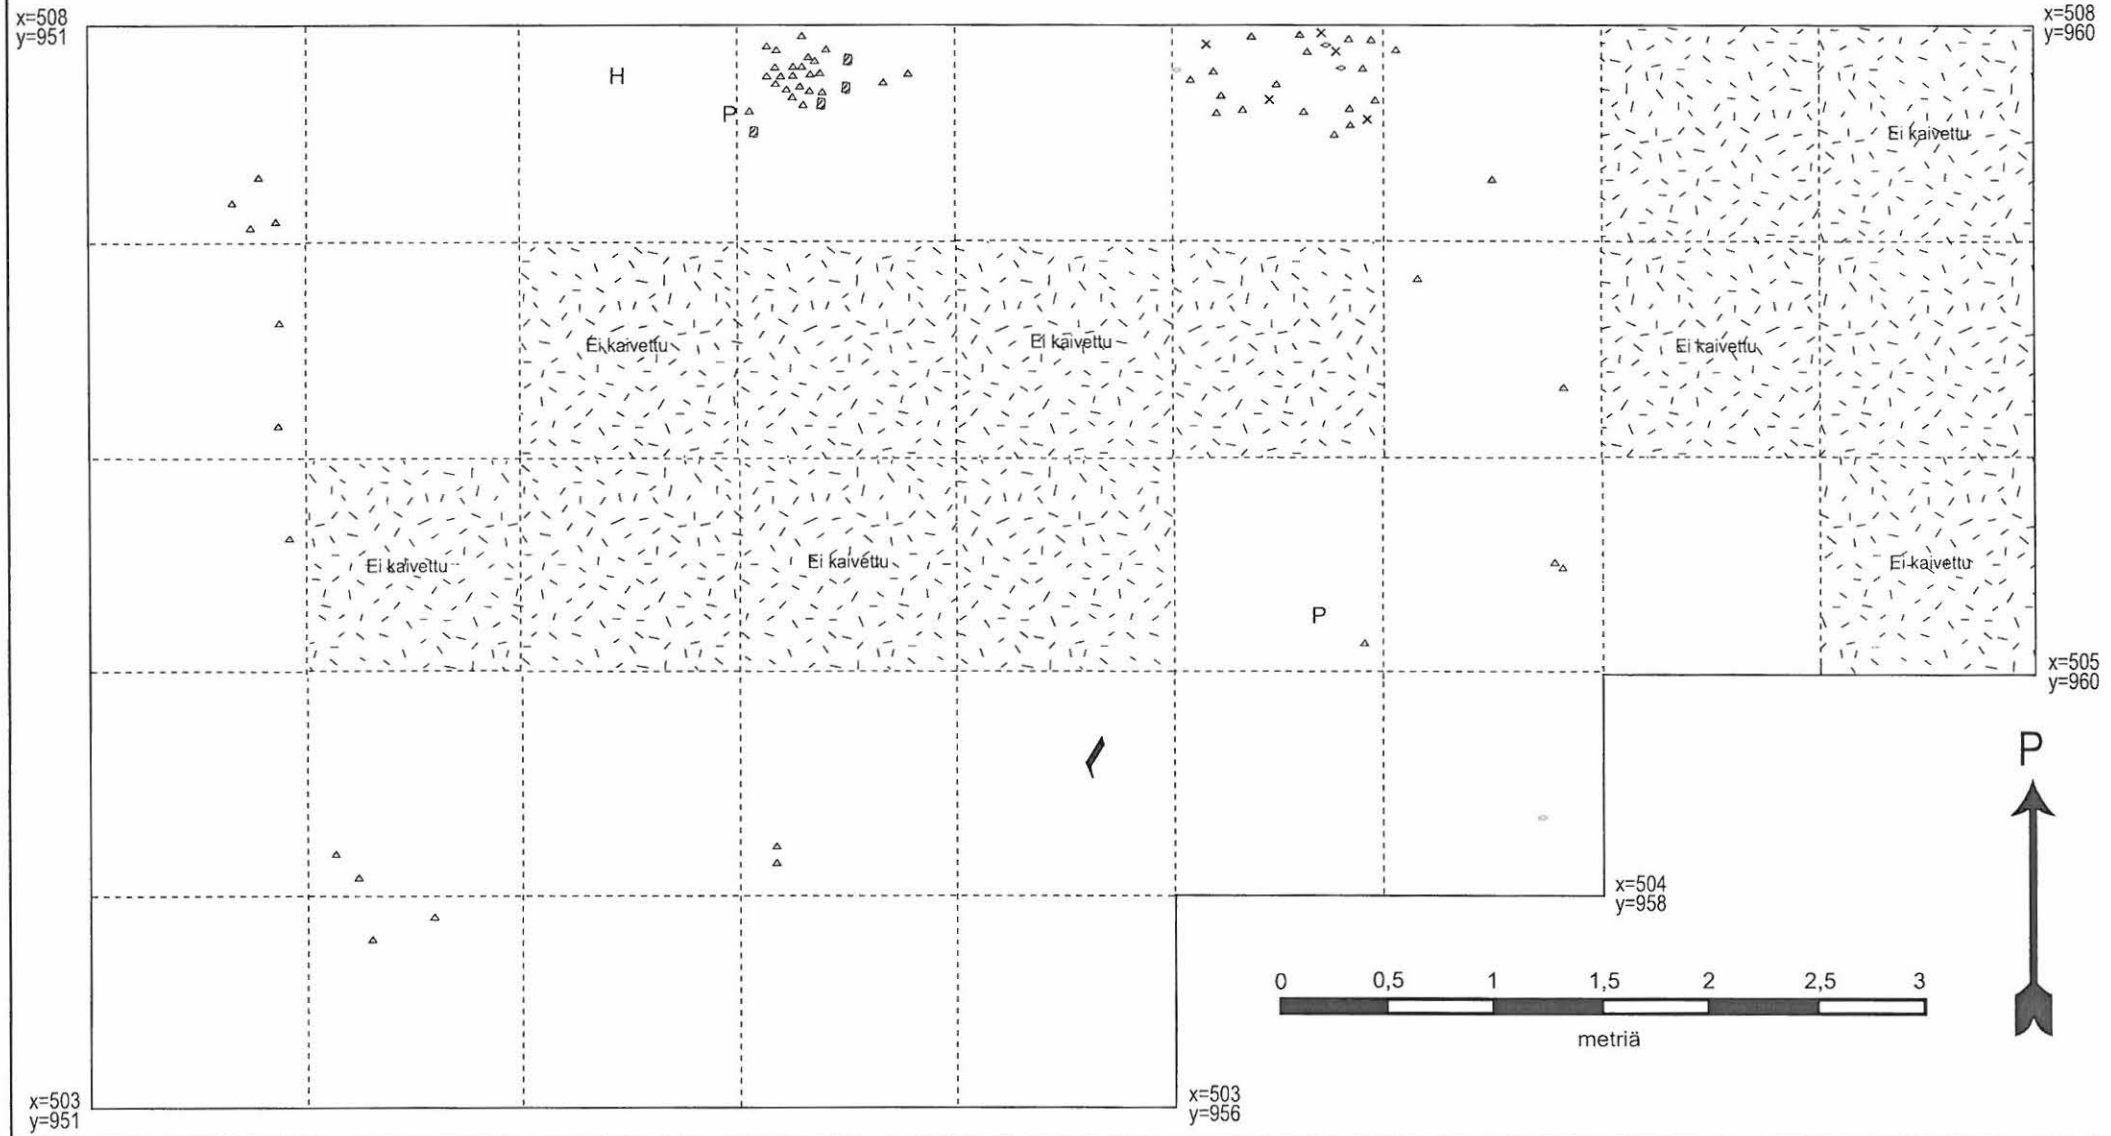 x=508
y=951
x=508
y=960
H
P
Ei kaivettu
Ei kaivettu
Ei kaivettu
Ei kaivettu
Ei kaivettu
Ei kaivettu
Ei kaivettu
P
x=505
y=960
P
x=504
y=958
0 0,5 1 1,5 2 2,5 3
metriä
x=503
y=951
x=503
y=956